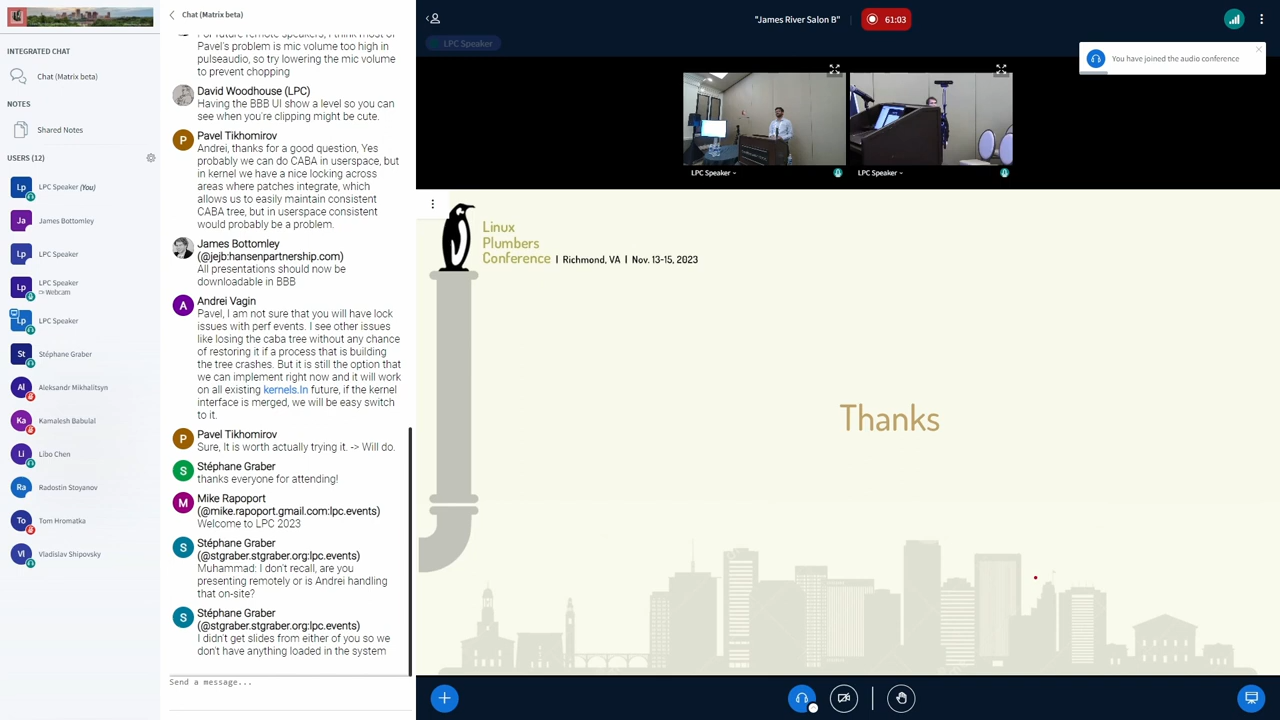 INTEGRATED CHAT
Chat (Matrix beta)
NOTES
Shared Notes
USERS (12)
Lp
LPC Speaker (You)
Ja
James Bottomley
Lp
LPC Speaker
Lp
LPC Speaker
Webcam
Lp
LPC Speaker
St
Stéphane Graber
Al
Aleksandr Mikhalitsyn
Ka
Kamalesh Babulal
Li
Libo Chen
Ra
Radostin Stoyanov
To
Tom Hromatka
Vl
Vladislav Shipovsky
Chat (Matrix beta)
Pavel's problem is mic volume too high in
pulseaudio, so try lowering the mic volume
to prevent chopping
David Woodhouse (LPC)
Having the BBB UI show a level so you can
see when you're clipping might be cute.
P
Pavel Tikhomirov
Andrei, thanks for a good question, Yes
probably we can do CABA in userspace, but
in kernel we have a nice locking across
areas where patches integrate, which
allows us to easily maintain consistent
CABA tree, but in userspace consistent
would probably be a problem.
James Bottomley
(@jejb:hansenpartnership.com)
All presentations should now be
downloadable in BBB
A
Andrei Vagin
Pavel, I am not sure that you will have lock
issues with perf events. I see other issues
like losing the caba tree without any chance
of restoring it if a process that is building
the tree crashes. But it is still the option that
we can implement right now and it will work
on all existing kernels.In future, if the kernel
interface is merged, we will be easy switch
to it.
P
Pavel Tikhomirov
Sure, It is worth actually trying it. -> Will do.
S
Stéphane Graber
thanks everyone for attending!
M
Mike Rapoport
(@mike.rapoport.gmail.com:lpc.events)
Welcome to LPC 2023
S
Stéphane Graber
(@stgraber.stgraber.org:lpc.events)
Muhammad: I don't recall, are you
presenting remotely or is Andrei handling
that on-site?
S
Stéphane Graber
(@stgraber.stgraber.org:lpc.events)
I didn't get slides from either of you so we
don't have anything loaded in the system
Send a message...
"James River Salon B"
61:03
LPC Speaker
You have joined the audio conference
LPC Speaker
LPC Speaker
Linux
Plumbers
Conference | Richmond, VA | Nov. 13-15, 2023
Thanks